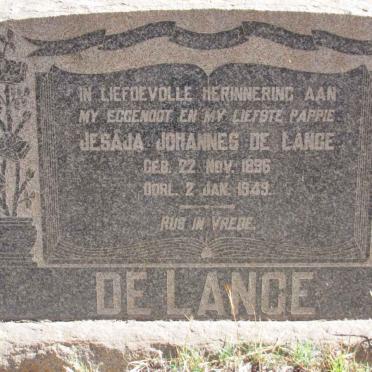 IN LIEFDEVOLLE HERINNERING AAN
MY EGGENOOT EN MY LIEFSTE PAPPIE
JESAJA JOHANNES DE LANGE
GEB. 22 NOV. 1896
OORL. 2 JAN. 1949.
RUS IN VREDE.
DE LANGE